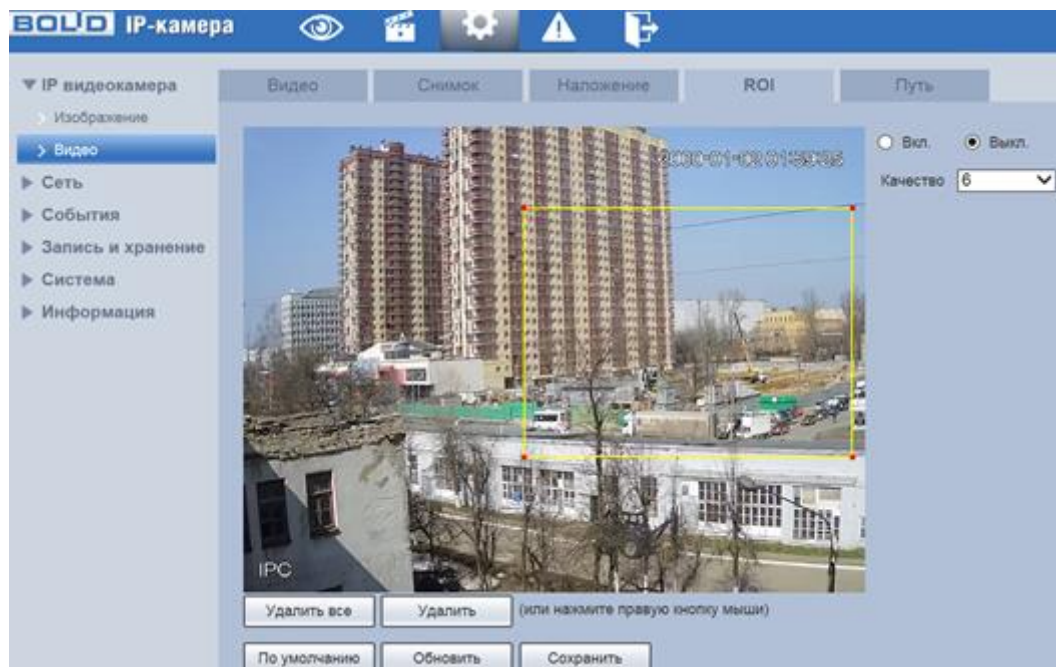 BOLID IP-камера
IP видеокамера
Изображение
Видео
Сеть
События
Запись и хранение
Система
Информация
Видео Снимок Наложение ROI Путь
Вкл. Выкл.
Качество 6
IPC
Удалить все Удалить (или нажмите правую кнопку мыши)
По умолчанию Обновить Сохранить